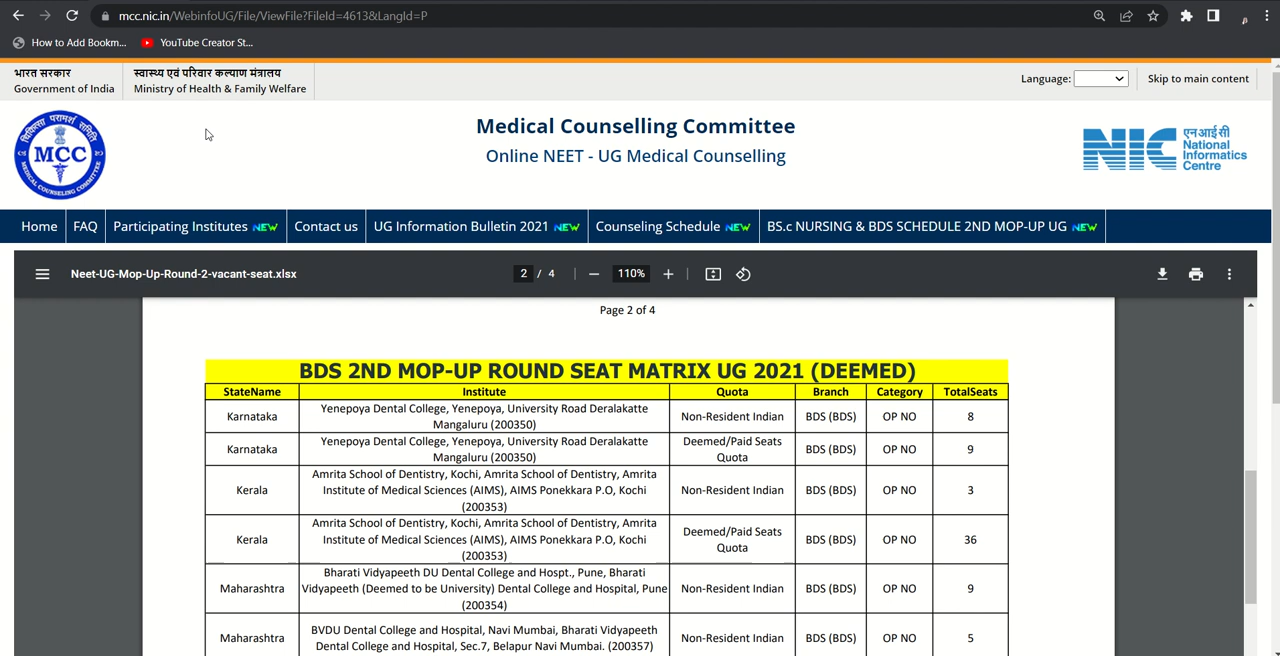 mcc.nic.in/WebinfoUG/File/ViewFile?FileId=4613&LangId=P
How to Add Bookm... YouTube Creator St...
भारत सरकार
Government of India
स्वास्थ्य एवं परिवार कल्याण मंत्रालय
Ministry of Health & Family Welfare
Language:
Skip to main content
MCC
MEDICAL COUNSELLING COMMITTEE
Medical Counselling Committee
Online NEET - UG Medical Counselling
NIC एन आई सी
National
Informatics
Centre
Home FAQ Participating Institutes NEW Contact us UG Information Bulletin 2021 NEW Counseling Schedule NEW BS.c NURSING & BDS SCHEDULE 2ND MOP-UP UG NEW
Neet-UG-Mop-Up-Round-2-vacant-seat.xlsx 2 / 4 110%
Page 2 of 4
BDS 2ND MOP-UP ROUND SEAT MATRIX UG 2021 (DEEMED)
StateName Institute Quota Branch Category TotalSeats
Karnataka
Yenepoya Dental College, Yenepoya, University Road Deralakatte
Mangaluru (200350)
Non-Resident Indian BDS (BDS) OP NO 8
Karnataka
Yenepoya Dental College, Yenepoya, University Road Deralakatte
Mangaluru (200350)
Deemed/Paid Seats
Quota
BDS (BDS) OP NO 9
Kerala
Amrita School of Dentistry, Kochi, Amrita School of Dentistry, Amrita
Institute of Medical Sciences (AIMS), AIMS Ponekkara P.O, Kochi
(200353)
Non-Resident Indian BDS (BDS) OP NO 3
Kerala
Amrita School of Dentistry, Kochi, Amrita School of Dentistry, Amrita
Institute of Medical Sciences (AIMS), AIMS Ponekkara P.O, Kochi
(200353)
Deemed/Paid Seats
Quota
BDS (BDS) OP NO 36
Maharashtra
Bharati Vidyapeeth DU Dental College and Hospt., Pune, Bharati
Vidyapeeth (Deemed to be University) Dental College and Hospital, Pune
(200354)
Non-Resident Indian BDS (BDS) OP NO 9
Maharashtra
BVDU Dental College and Hospital, Navi Mumbai, Bharati Vidyapeeth
Dental College and Hospital, Sec.7, Belapur Navi Mumbai. (200357)
Non-Resident Indian BDS (BDS) OP NO 5